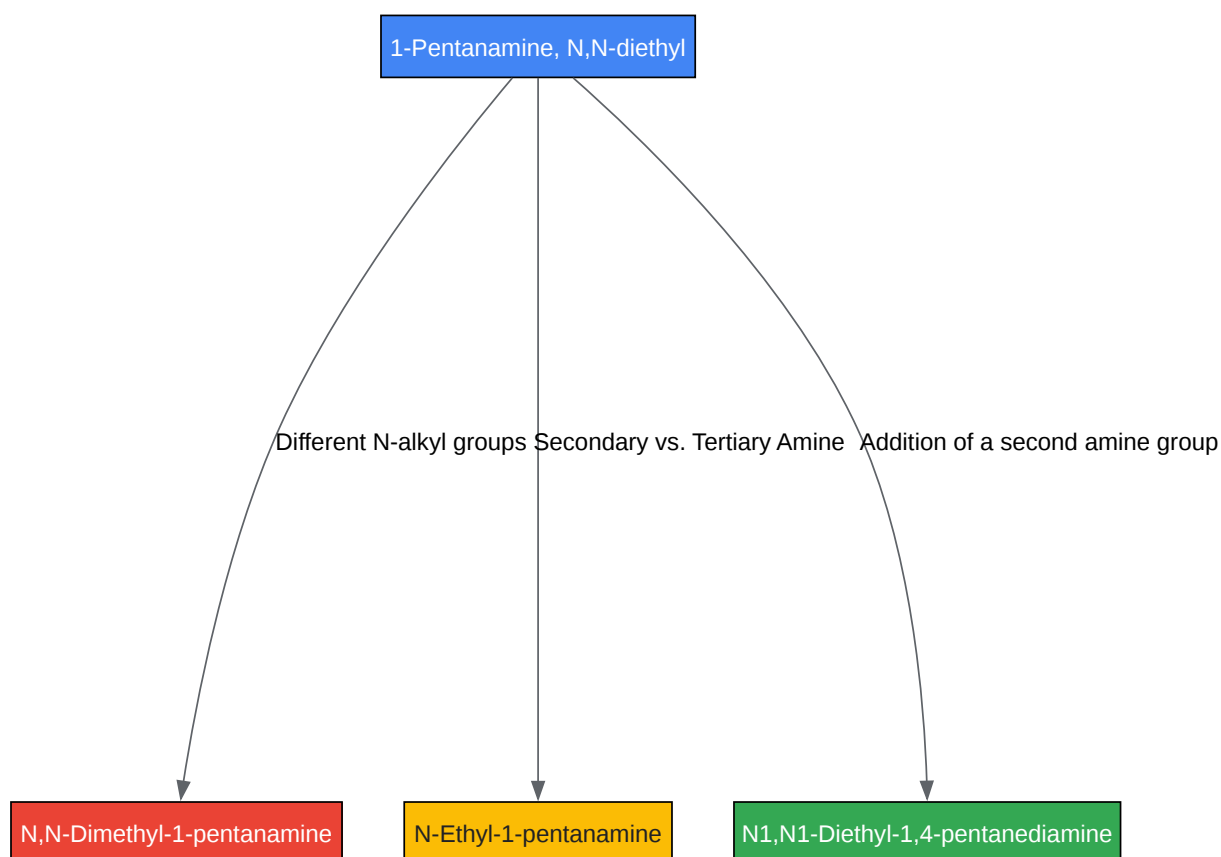 1-Pentanamine, N,N-diethyl
Different N-alkyl groups
Secondary vs. Tertiary Amine
Addition of a second amine group
N,N-Dimethyl-1-pentanamine
N-Ethyl-1-pentanamine
N1,N1-Diethyl-1,4-pentanediamine